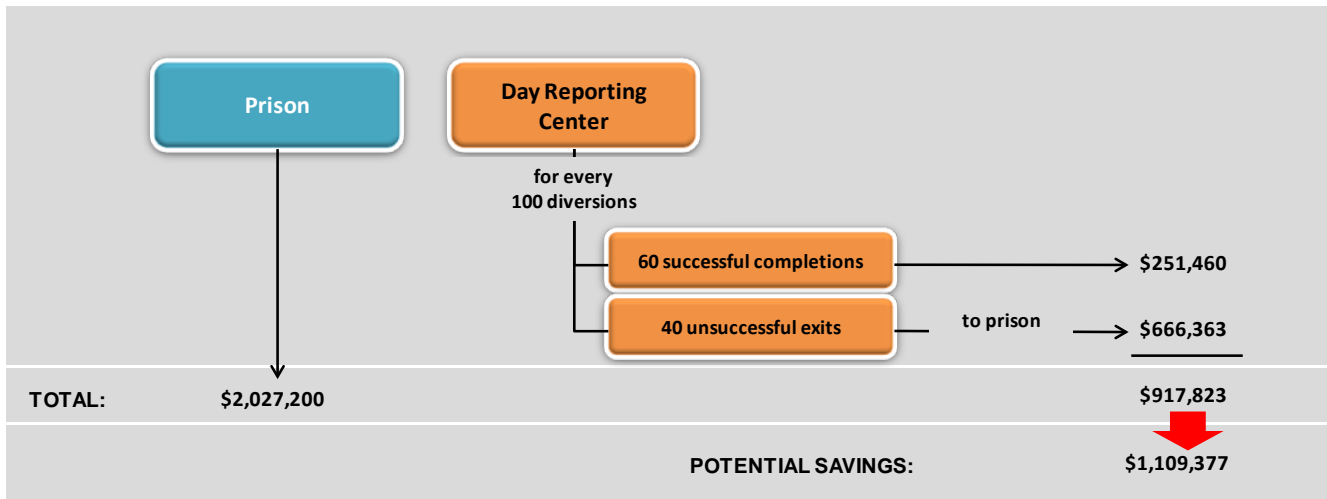 Prison
Day Reporting
Center
for every
100 diversions
60 successful completions
$251,460
40 unsuccessful exits
to prison
$666,363
TOTAL:
$2,027,200
$917,823
POTENTIAL SAVINGS:
$1,109,377